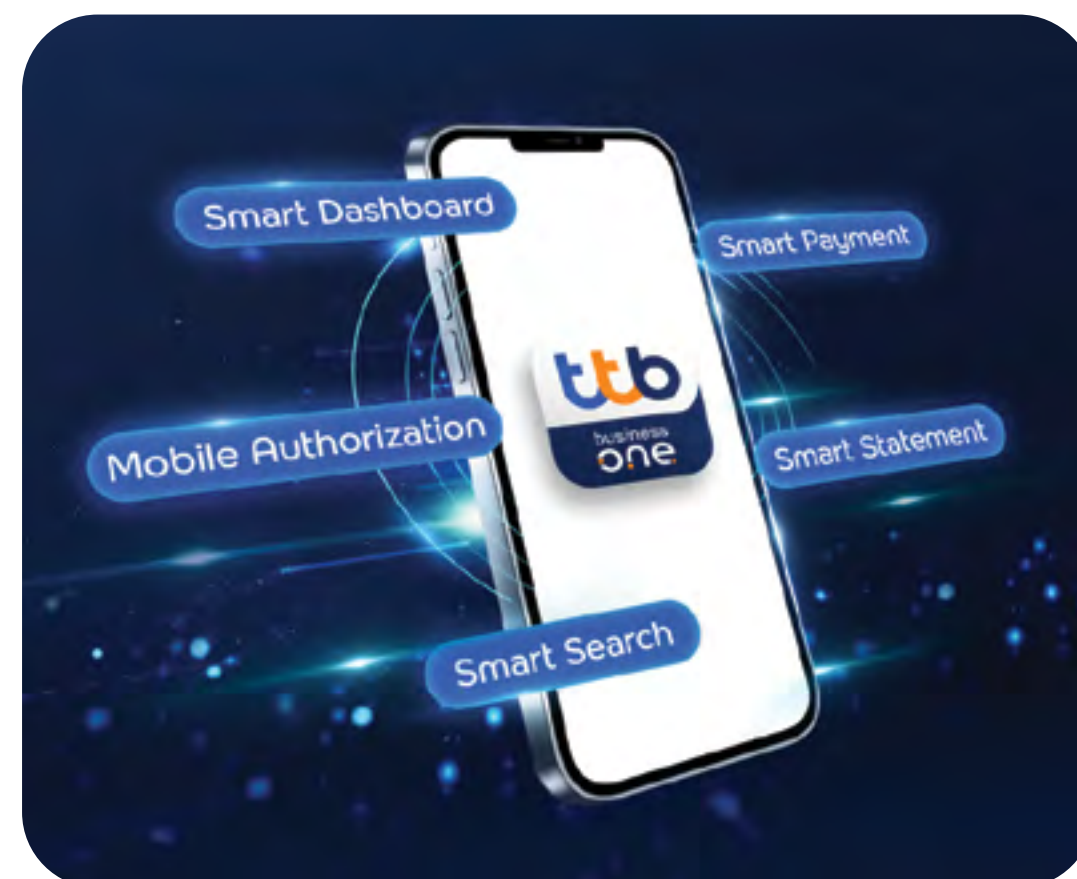 Smart Dashboard
Smart Payment
ttb
business
one
Mobile Authorization
Smart Statement
Smart Search